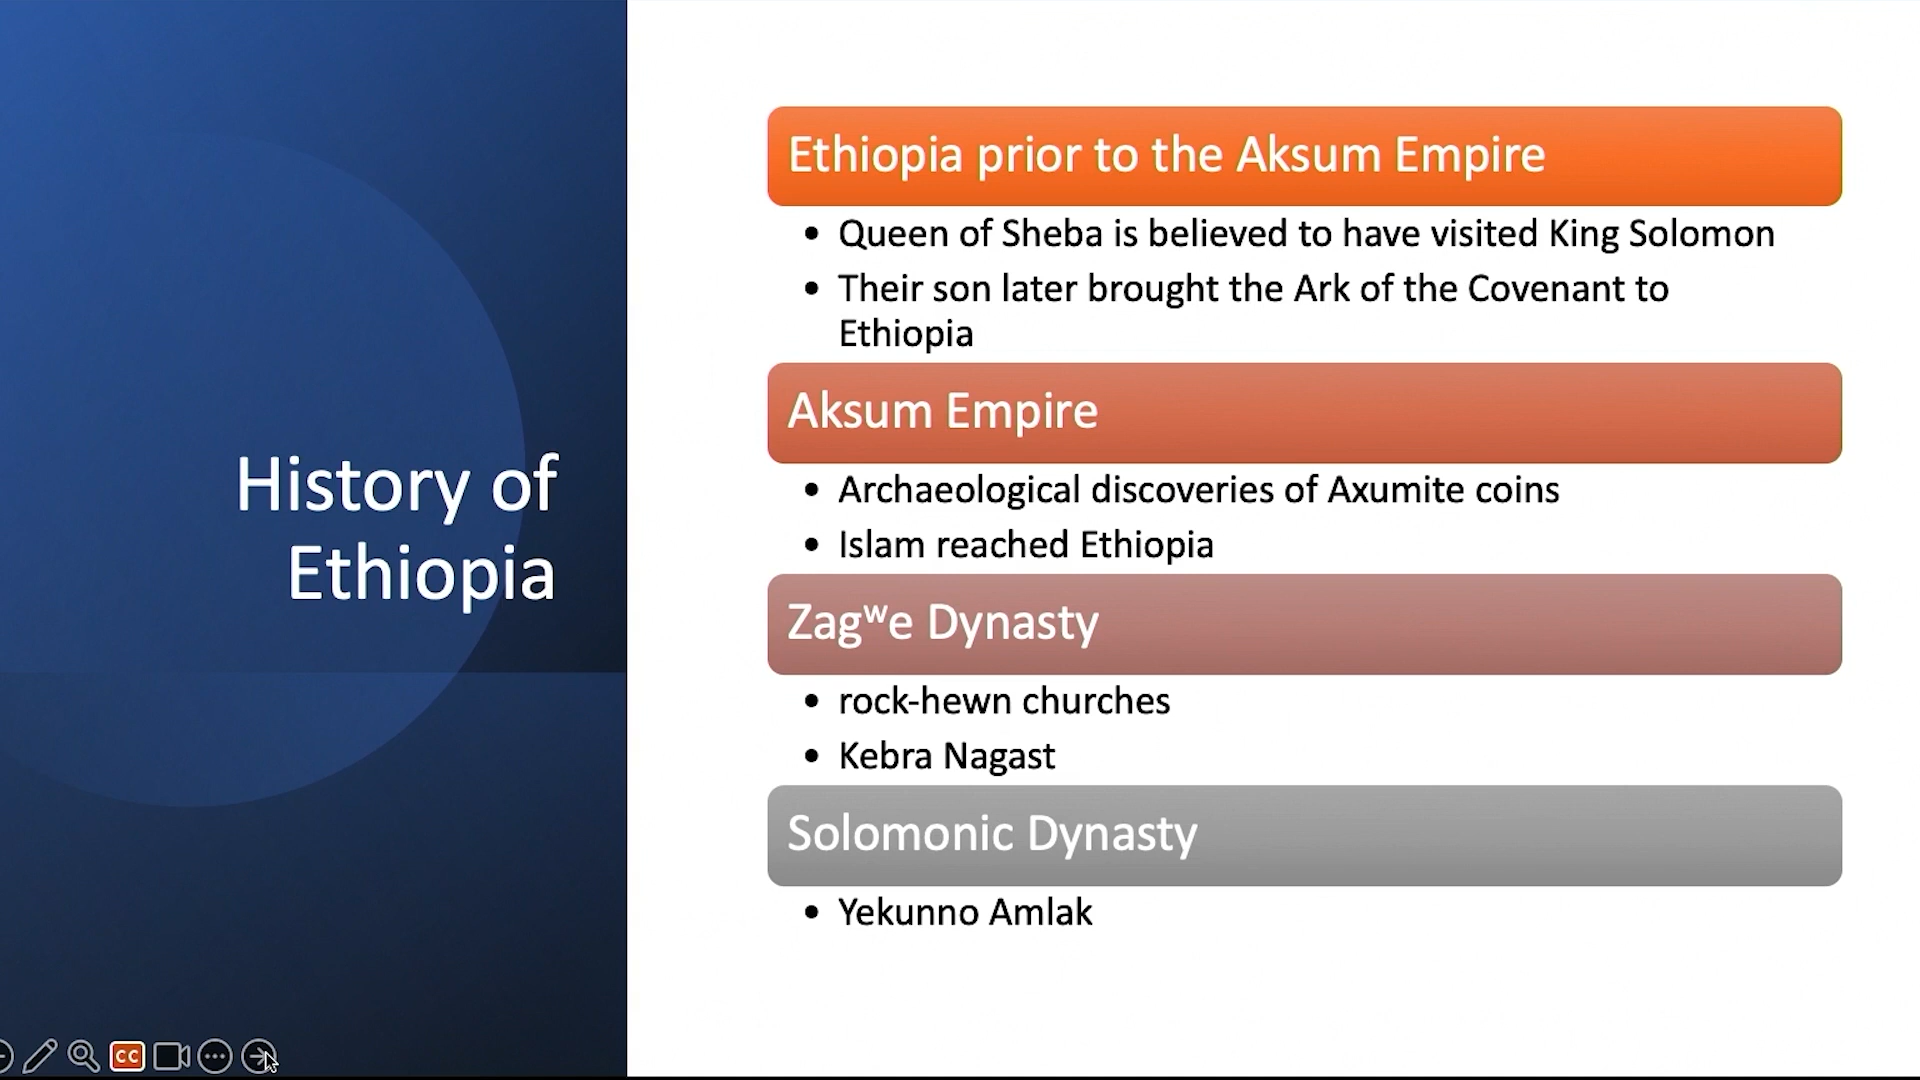 History of
Ethiopia
Ethiopia prior to the Aksum Empire
• Queen of Sheba is believed to have visited King Solomon
• Their son later brought the Ark of the Covenant to
Ethiopia
Aksum Empire
• Archaeological discoveries of Axumite coins
• Islam reached Ethiopia
Zagʷe Dynasty
• rock-hewn churches
• Kebra Nagast
Solomonic Dynasty
• Yekunno Amlak
CC